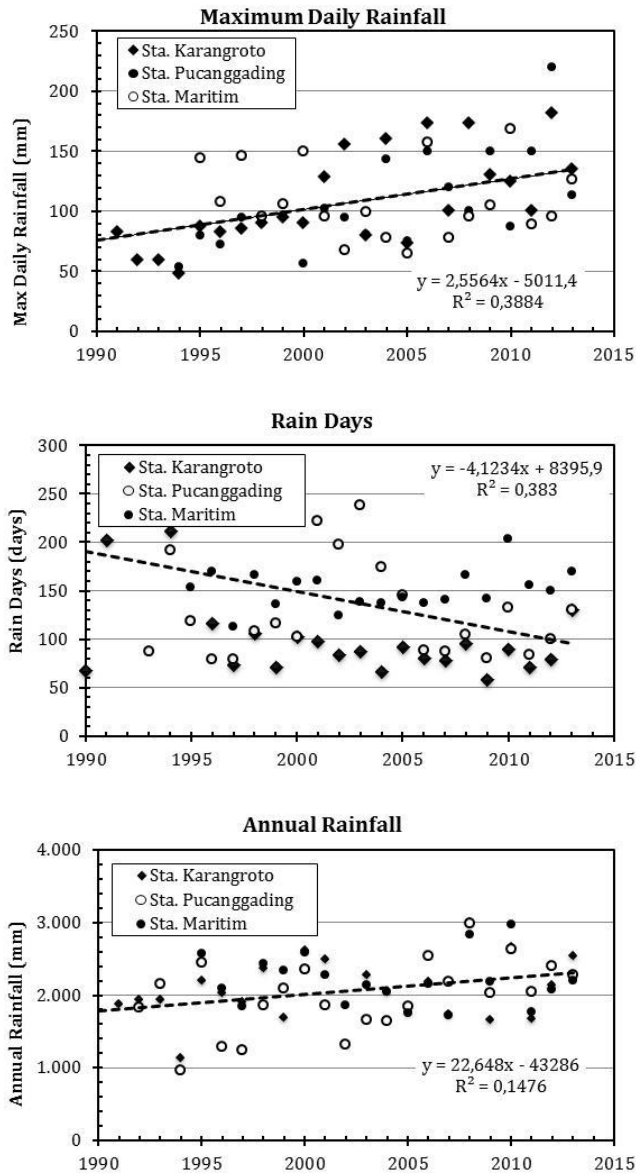 Maximum Daily Rainfall
Max Daily Rainfall (mm)
250
200
150
100
50
0
Sta. Karangroto
Sta. Pucanggading
Sta. Maritim
y = 2,5564x - 5011,4
R² = 0,3884
1990 1995 2000 2005 2010 2015
Rain Days
Rain Days (days)
300
250
200
150
100
50
0
Sta. Karangroto
Sta. Pucanggading
Sta. Maritim
y = -4,1234x + 8395,9
R² = 0,383
1990 1995 2000 2005 2010 2015
Annual Rainfall
Annual Rainfall (mm)
4.000
3.000
2.000
1.000
0
Sta. Karangroto
Sta. Pucanggading
Sta. Maritim
y = 22,648x - 43286
R² = 0,1476
1990 1995 2000 2005 2010 2015